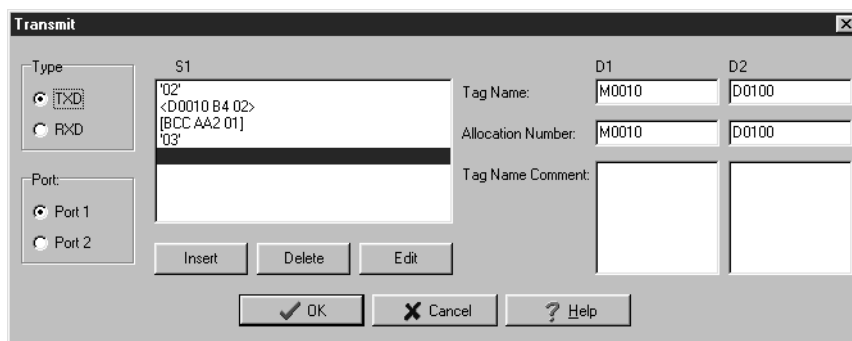 Transmit
Type
TXD
RXD
Port:
Port 1
Port 2
S1
'02'
<D0010 B4 02>
[BCC AA2 01]
'03'
Insert Delete Edit
D1 D2
Tag Name: M0010 D0100
Allocation Number: M0010 D0100
Tag Name Comment:
OK Cancel Help